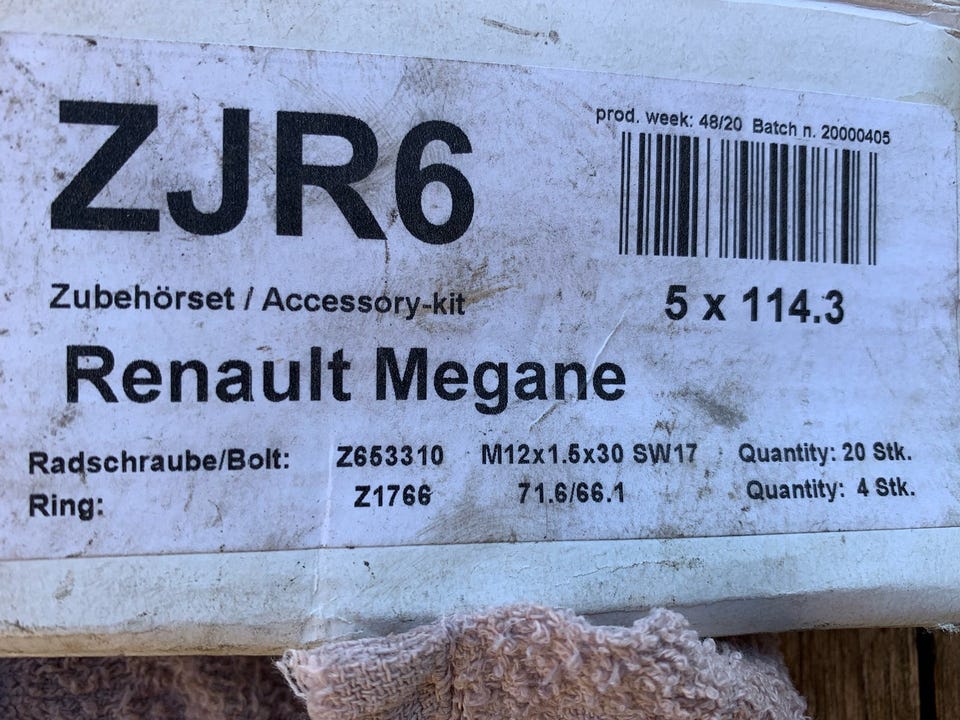 ZJR6
prod. week: 48/20 Batch n. 20000405
Zubehörset / Accessory-kit
5 x 114.3
Renault Megane
Radschraube/Bolt: Z653310 M12x1.5x30 SW17 Quantity: 20 Stk.
Ring: Z1766 71.6/66.1 Quantity: 4 Stk.